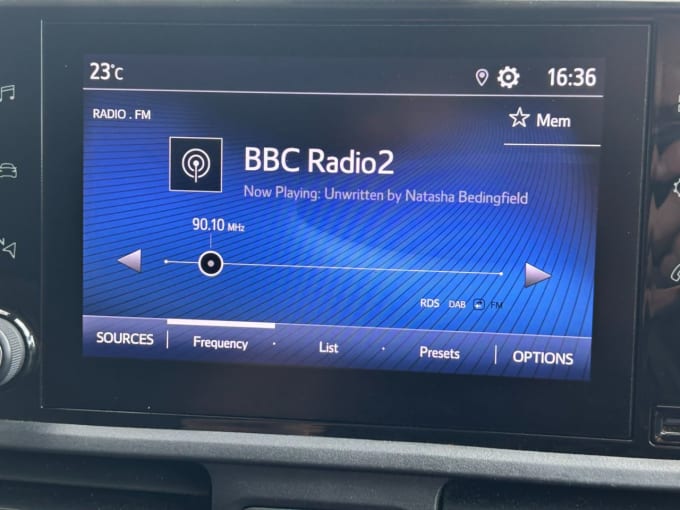 23°C 16:36
RADIO . FM
Mem
BBC Radio2
Now Playing: Unwritten by Natasha Bedingfield
90.10 MHz
RDS DAB FM
SOURCES Frequency · List · Presets OPTIONS